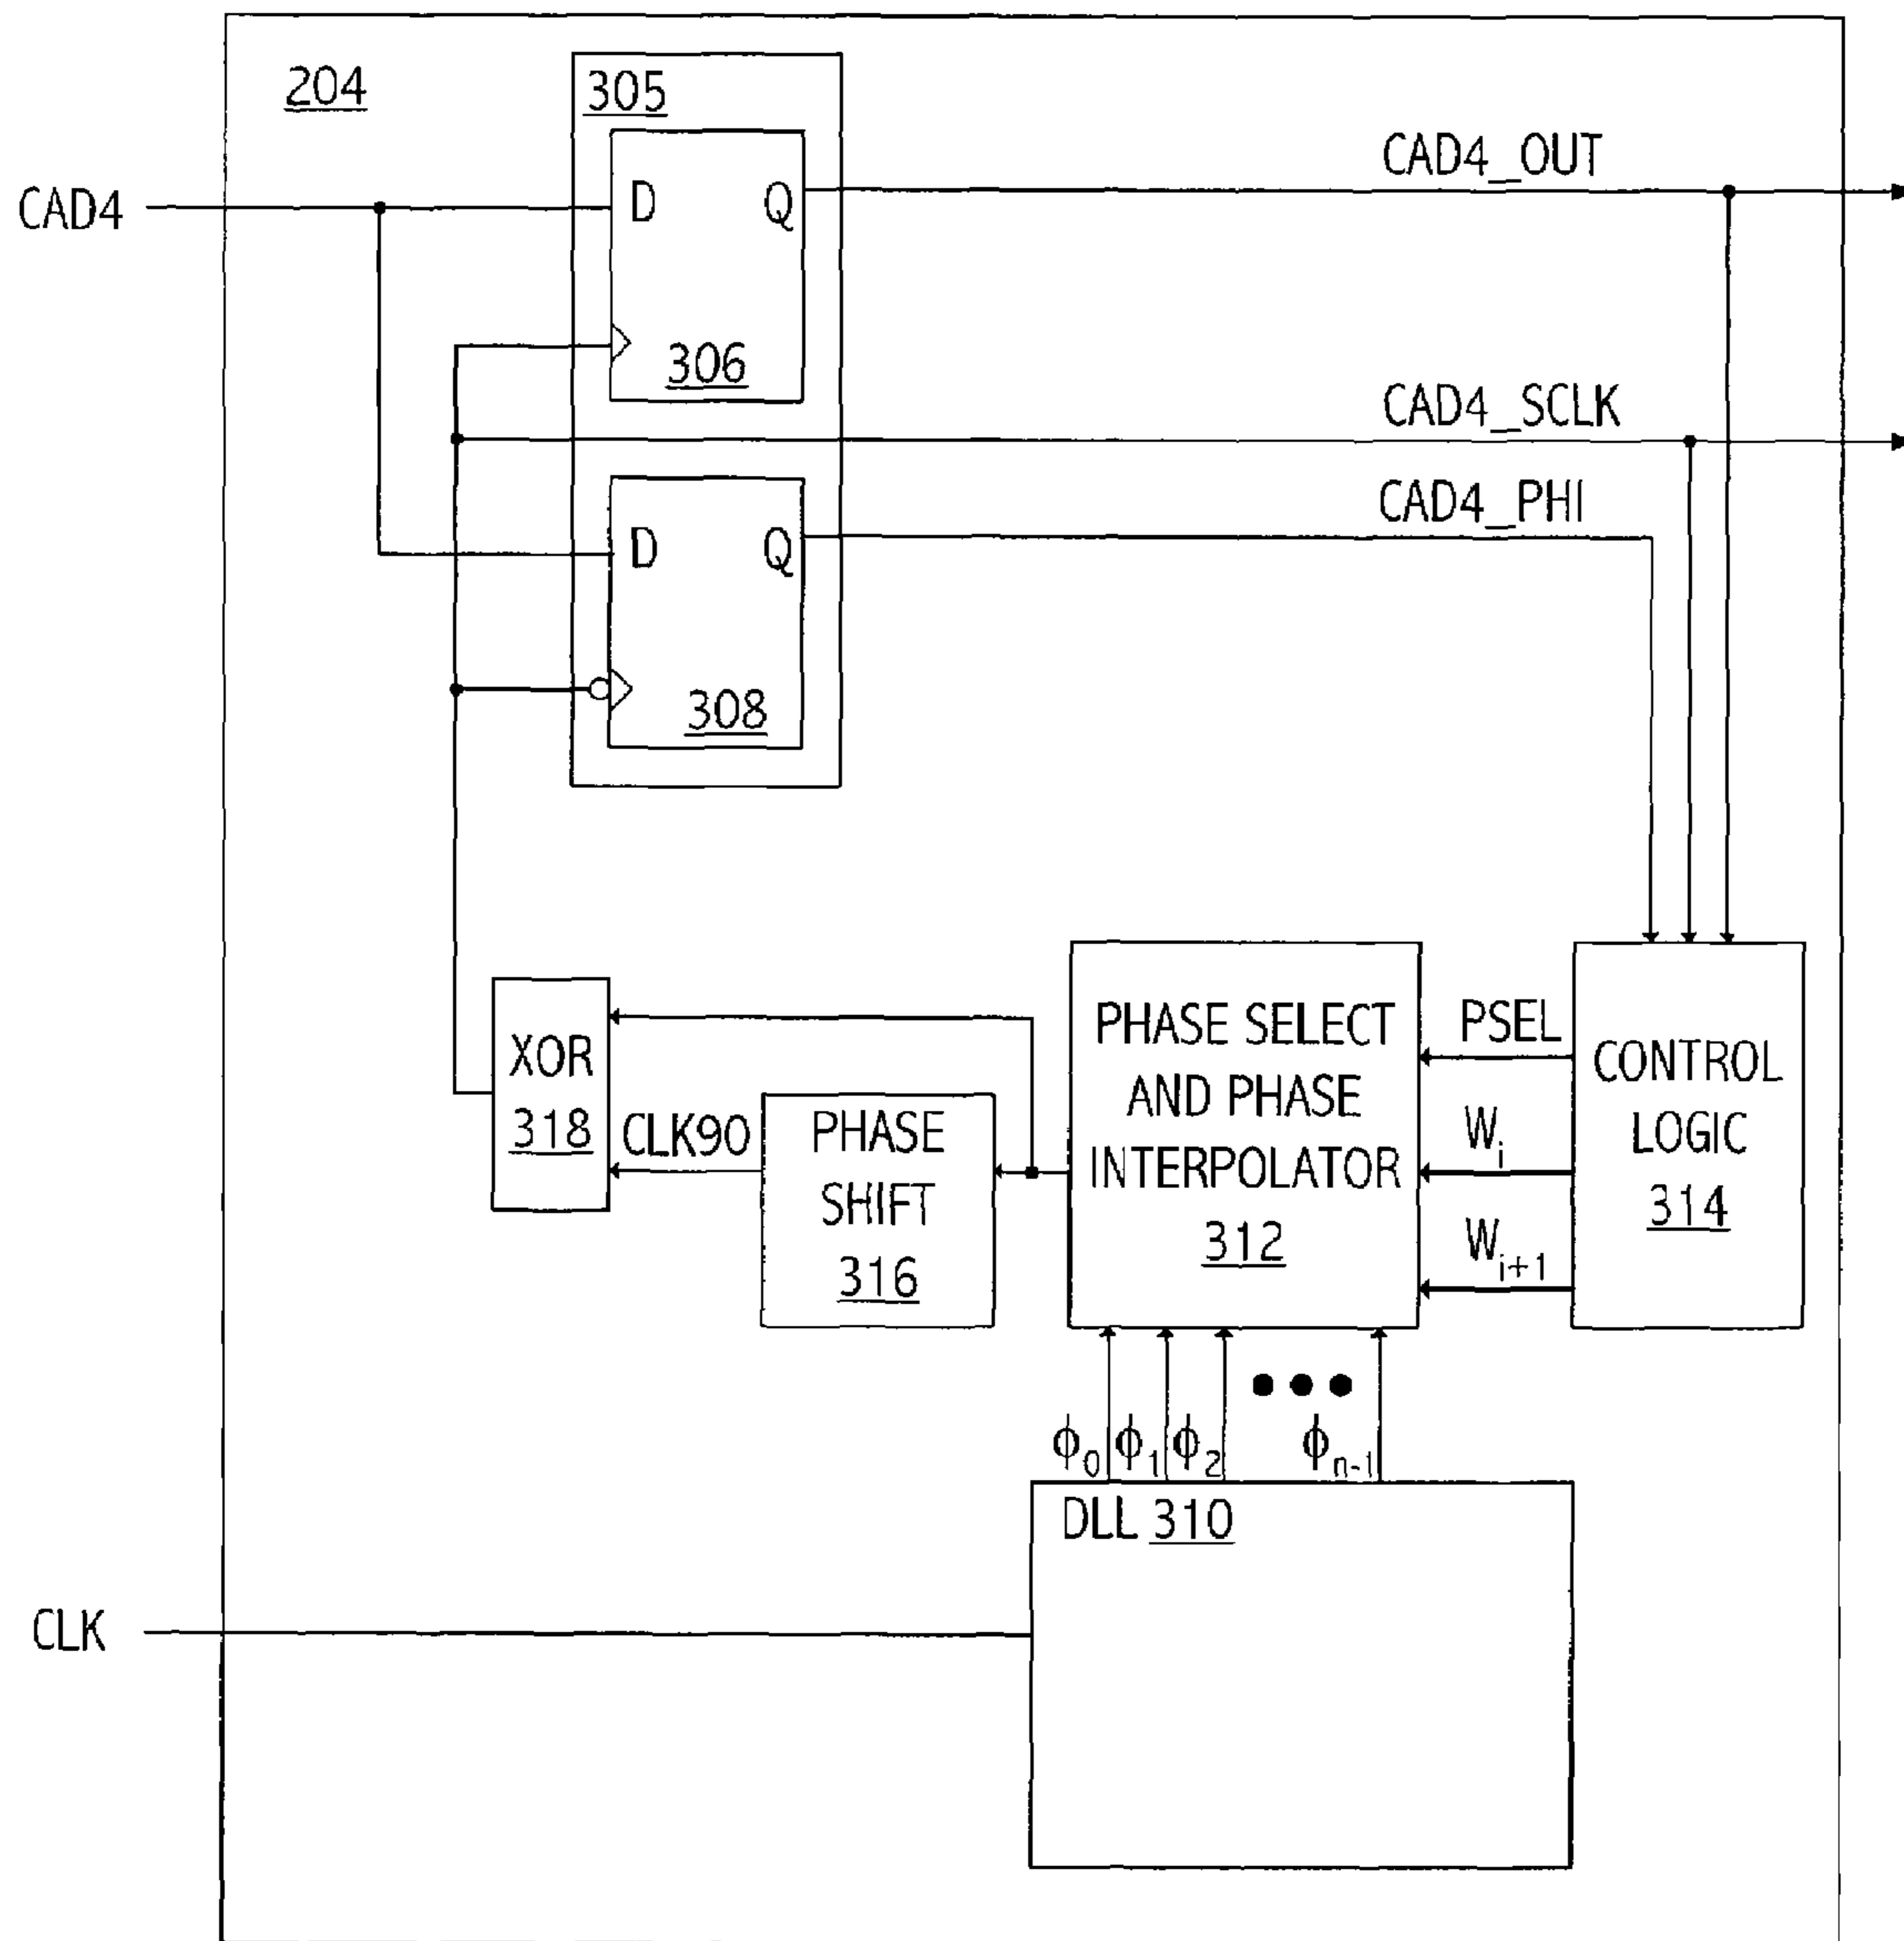 204
305
CAD4
D Q
306
CAD4_OUT
CAD4_SCLK
CAD4_PHI
D Q
308
XOR
318
CLK90
PHASE
SHIFT
316
PHASE SELECT
AND PHASE
INTERPOLATOR
312
PSEL
Wi
Wi+1
CONTROL
LOGIC
314
ϕ0 ϕ1 ϕ2 ϕn-1
DLL 310
CLK